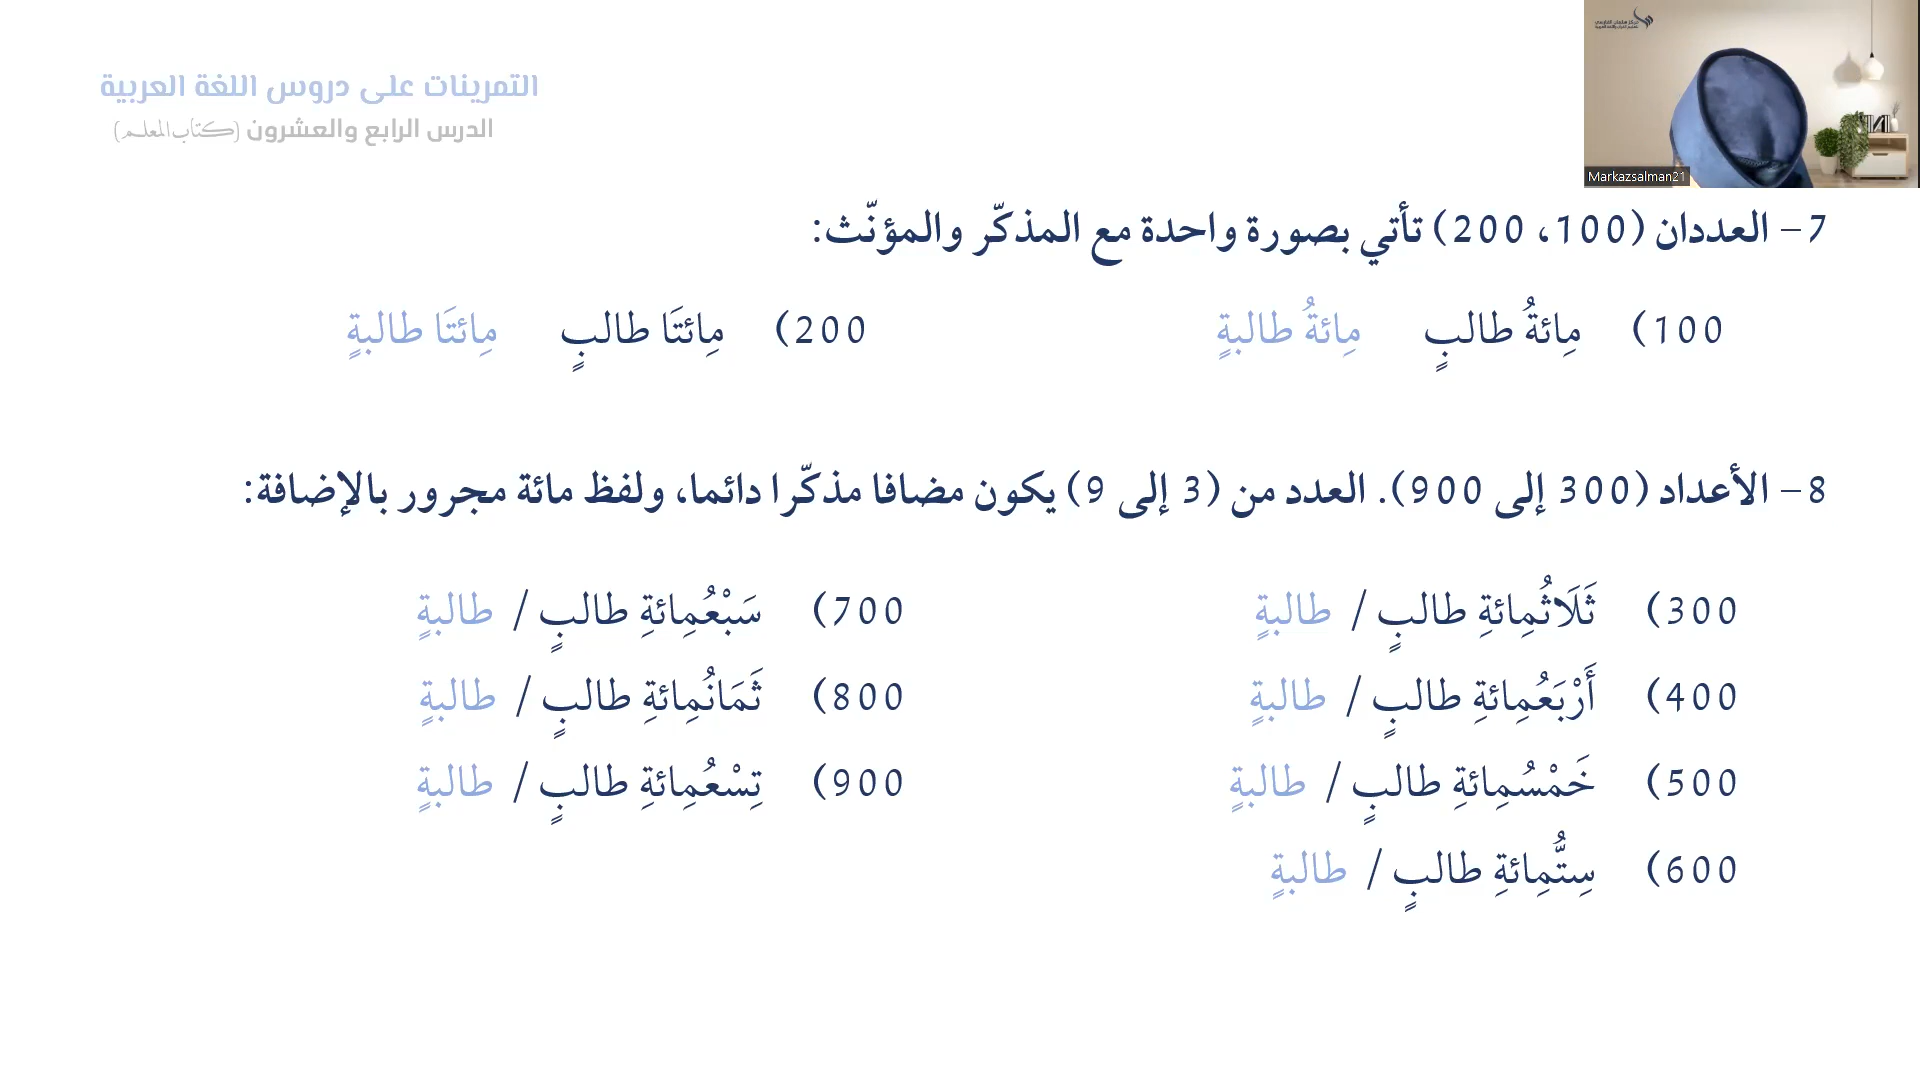 التمرينات على دروس اللغة العربية
الدرس الرابع والعشرون (كتاب المعلم)
مركز سلمان الفارسي
Markazsalman21
7– العددان (100، 200) تأتي بصورة واحدة مع المذكّر والمؤنّث:
100) مِائةُ طالبٍ مِائةُ طالبةٍ
200) مِائتَا طالبٍ مِائتَا طالبةٍ
8– الأعداد (300 إلى 900). العدد من (3 إلى 9) يكون مضافا مذكّرا دائما، ولفظ مائة مجرور بالإضافة:
300) ثَلَاثُمِائةِ طالبٍ / طالبةٍ
400) أَرْبَعُمِائةِ طالبٍ / طالبةٍ
500) خَمْسُمِائةِ طالبٍ / طالبةٍ
600) سِتُّمِائةِ طالبٍ / طالبةٍ
700) سَبْعُمِائةِ طالبٍ / طالبةٍ
800) ثَمَانُمِائةِ طالبٍ / طالبةٍ
900) تِسْعُمِائةِ طالبٍ / طالبةٍ